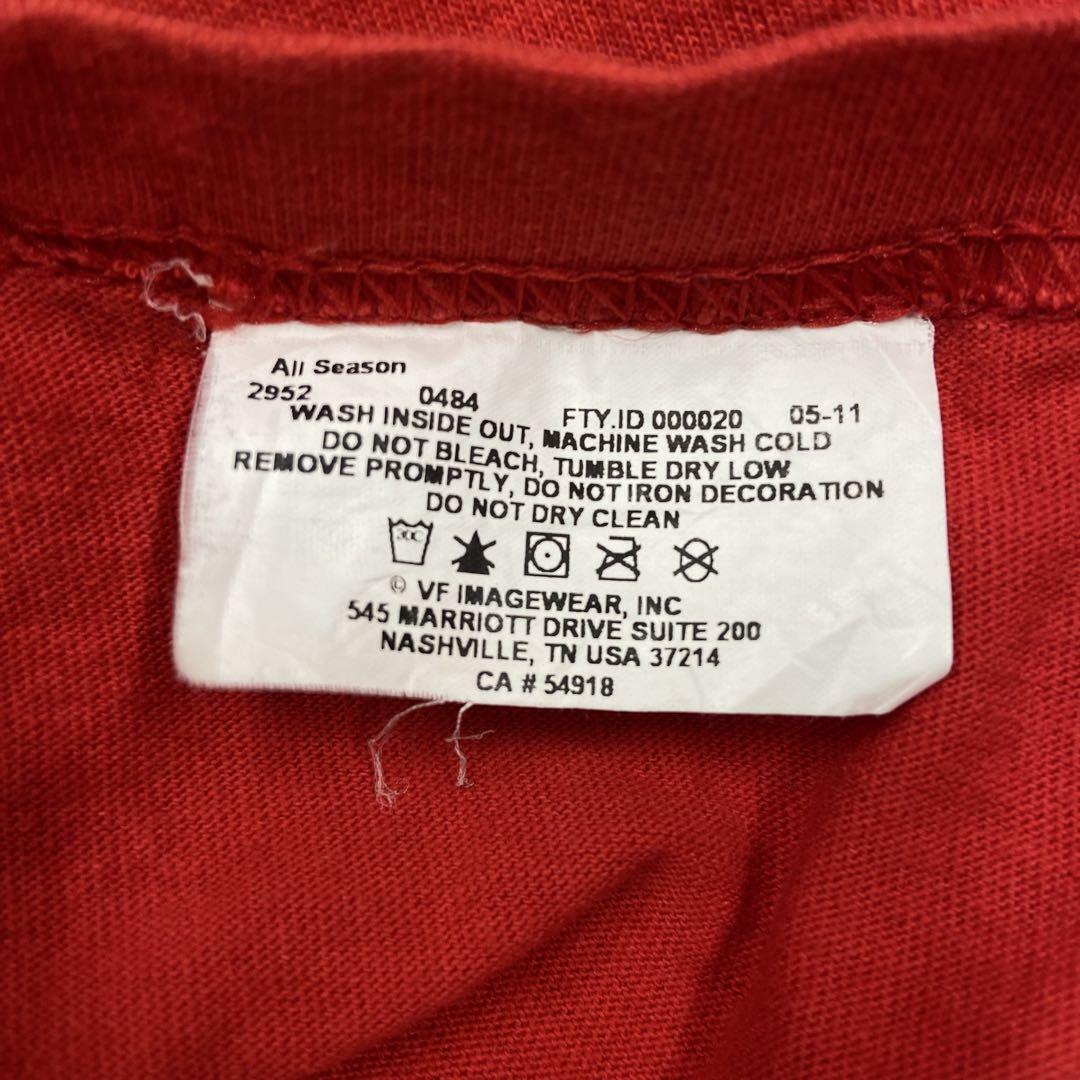 All Season
2952 0484 FTY.ID 000020 05-11
WASH INSIDE OUT, MACHINE WASH COLD
DO NOT BLEACH, TUMBLE DRY LOW
REMOVE PROMPTLY, DO NOT IRON DECORATION
DO NOT DRY CLEAN
30C
© VF IMAGEWEAR, INC
545 MARRIOTT DRIVE SUITE 200
NASHVILLE, TN USA 37214
CA # 54918